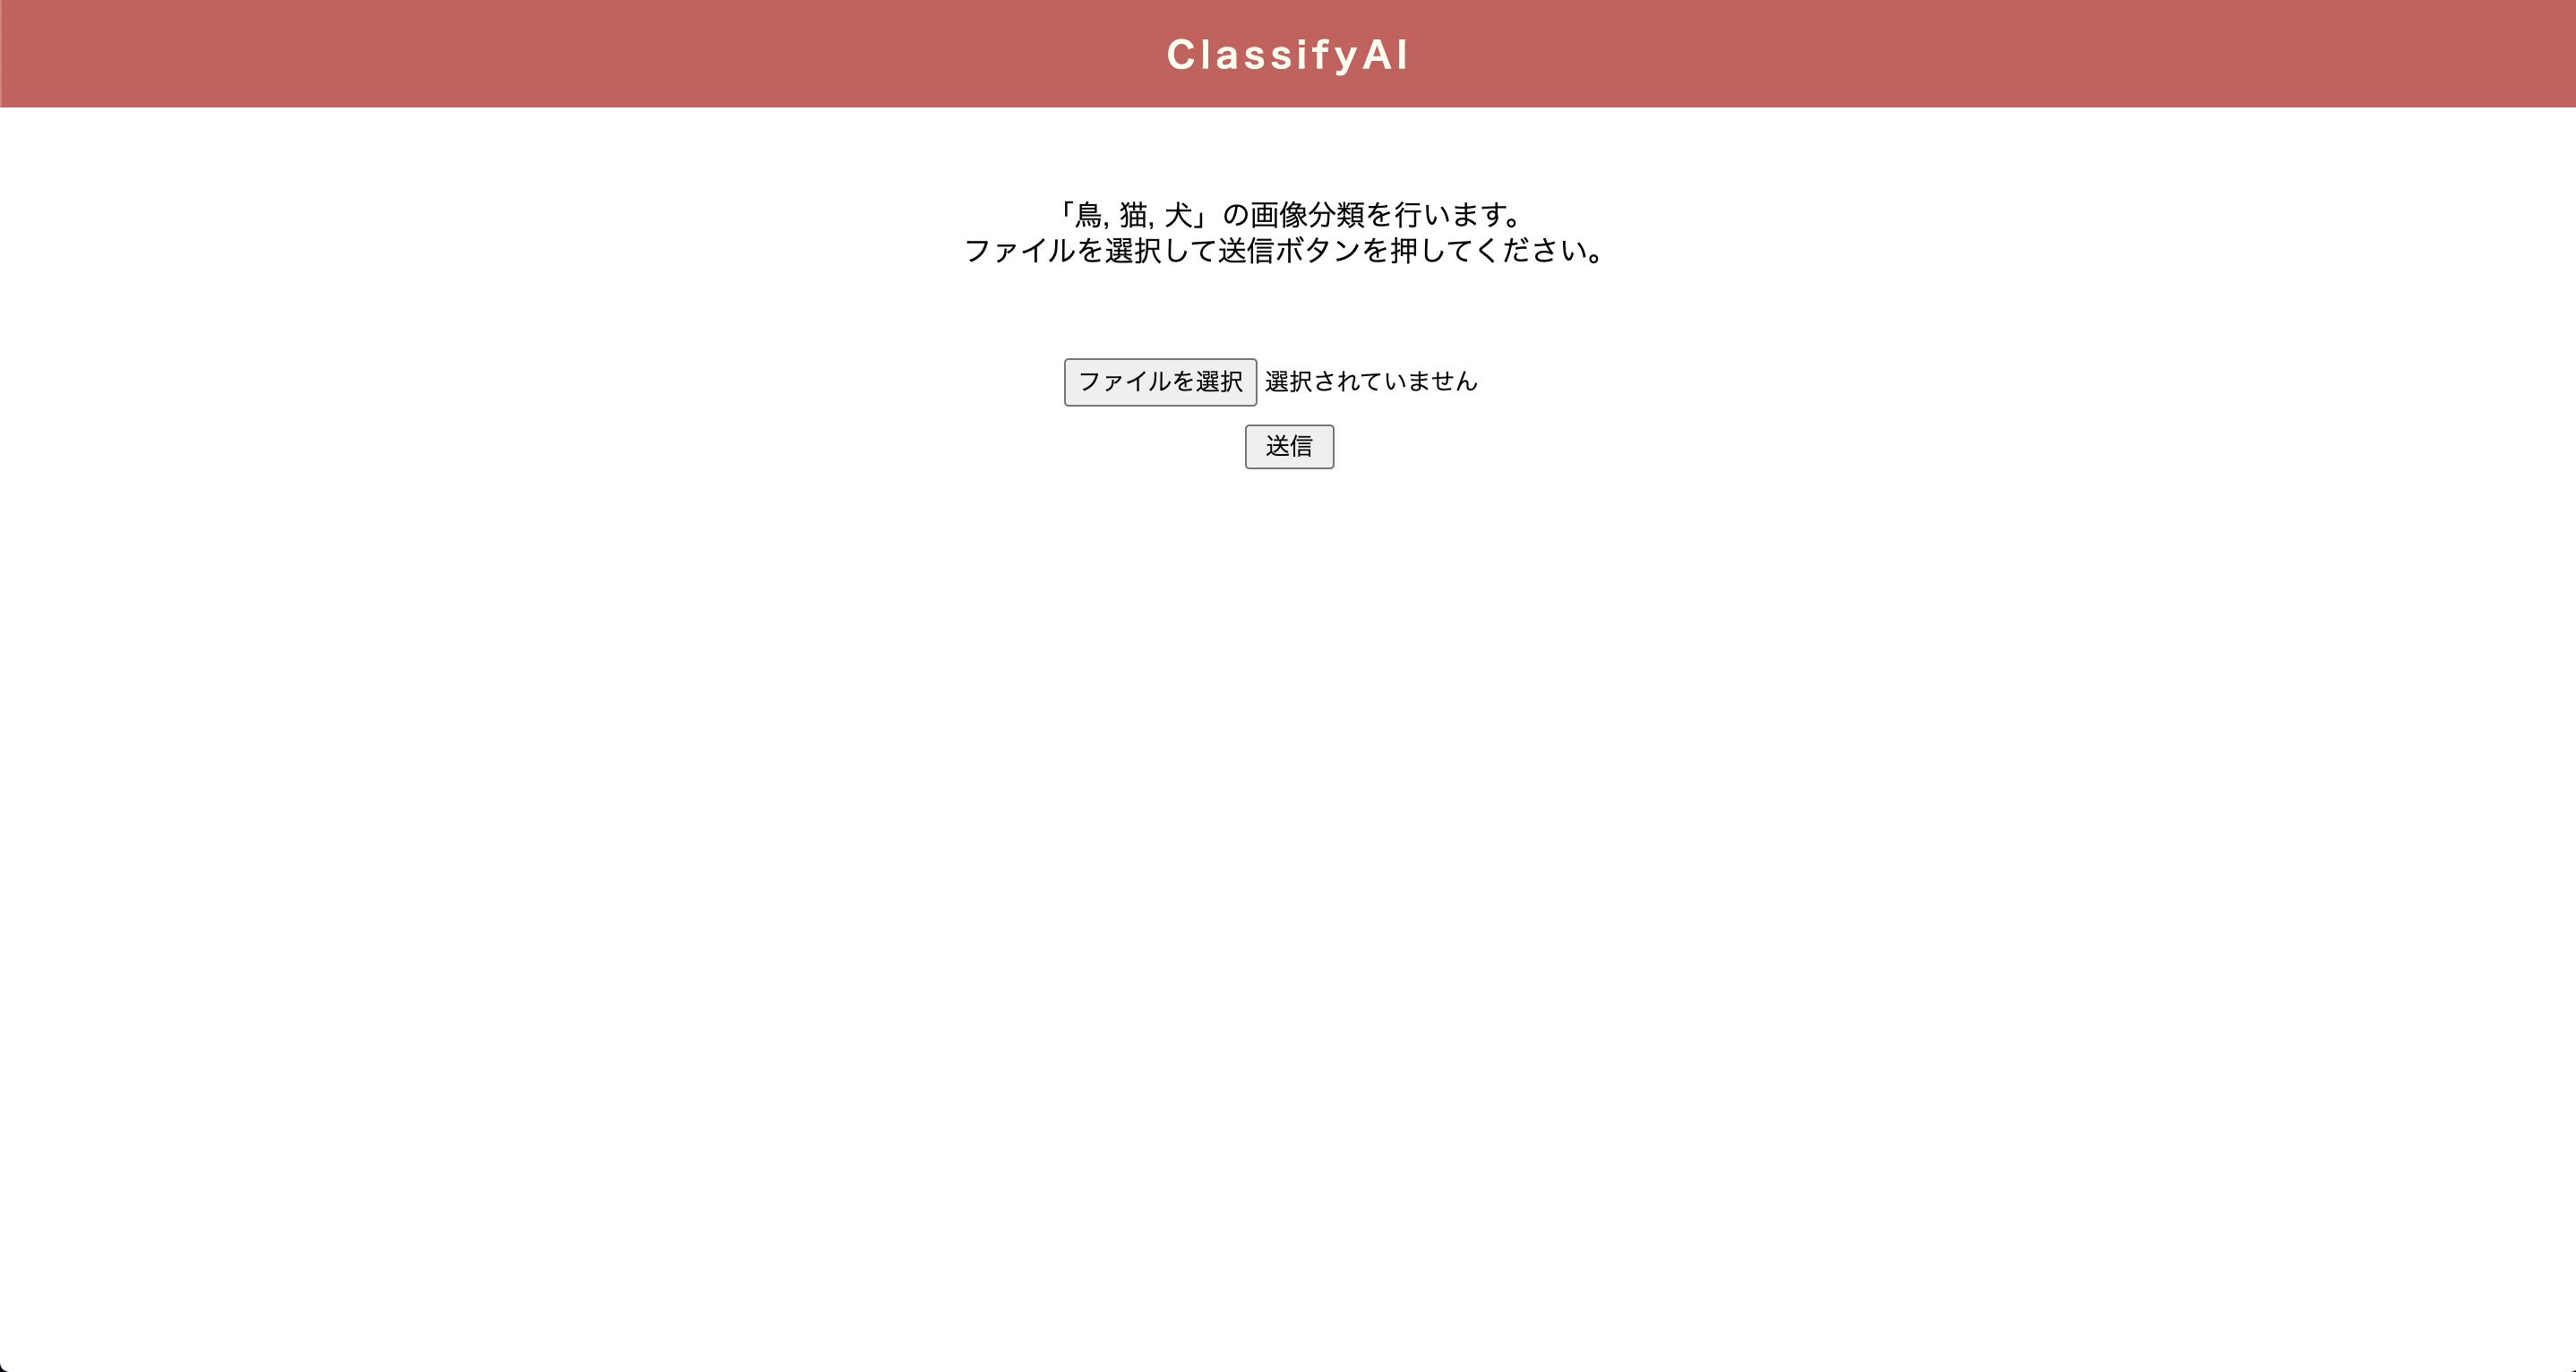 ClassifyAI
「鳥, 猫, 犬」の画像分類を行います。
ファイルを選択して送信ボタンを押してください。
ファイルを選択 選択されていません
送信